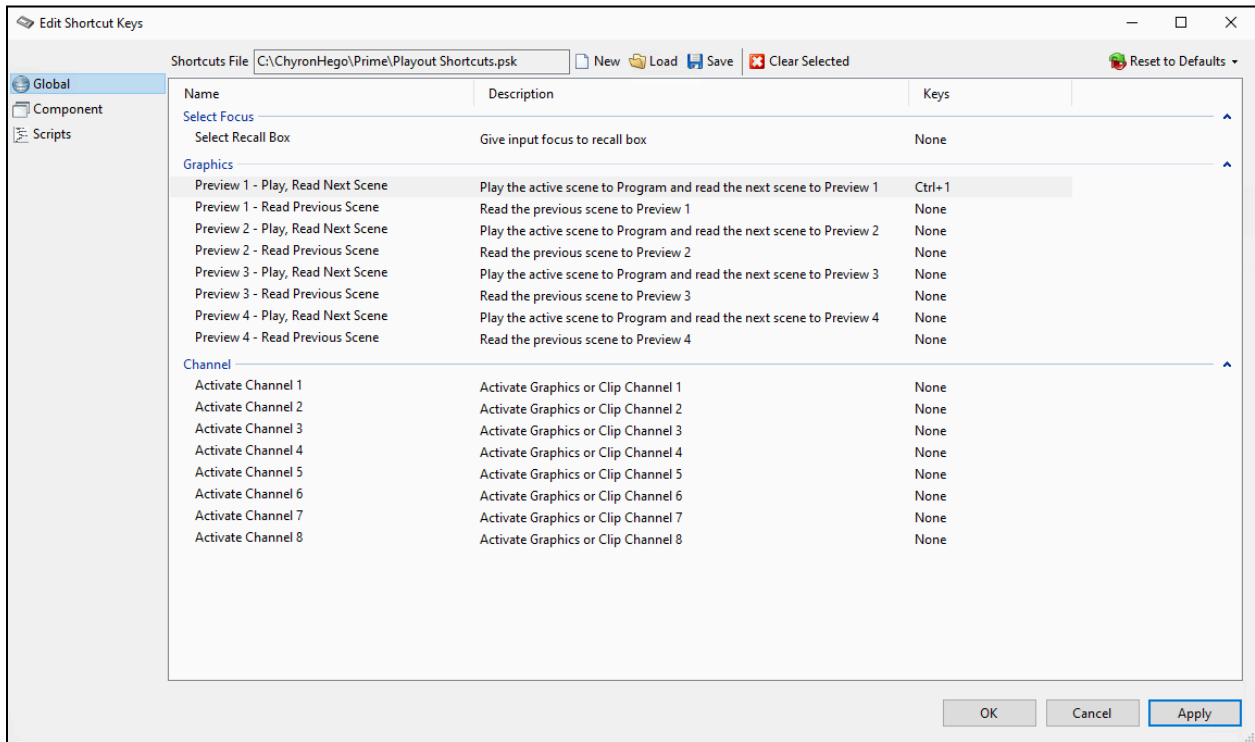 Edit Shortcut Keys
Shortcuts File C:\ChyronHego\Prime\Playout Shortcuts.psk New Load Save Clear Selected Reset to Defaults
Global
Component
Scripts
Name Description Keys
Select Focus
Select Recall Box Give input focus to recall box None
Graphics
Preview 1 - Play, Read Next Scene Play the active scene to Program and read the next scene to Preview 1 Ctrl+1
Preview 1 - Read Previous Scene Read the previous scene to Preview 1 None
Preview 2 - Play, Read Next Scene Play the active scene to Program and read the next scene to Preview 2 None
Preview 2 - Read Previous Scene Read the previous scene to Preview 2 None
Preview 3 - Play, Read Next Scene Play the active scene to Program and read the next scene to Preview 3 None
Preview 3 - Read Previous Scene Read the previous scene to Preview 3 None
Preview 4 - Play, Read Next Scene Play the active scene to Program and read the next scene to Preview 4 None
Preview 4 - Read Previous Scene Read the previous scene to Preview 4 None
Channel
Activate Channel 1 Activate Graphics or Clip Channel 1 None
Activate Channel 2 Activate Graphics or Clip Channel 2 None
Activate Channel 3 Activate Graphics or Clip Channel 3 None
Activate Channel 4 Activate Graphics or Clip Channel 4 None
Activate Channel 5 Activate Graphics or Clip Channel 5 None
Activate Channel 6 Activate Graphics or Clip Channel 6 None
Activate Channel 7 Activate Graphics or Clip Channel 7 None
Activate Channel 8 Activate Graphics or Clip Channel 8 None
OK Cancel Apply